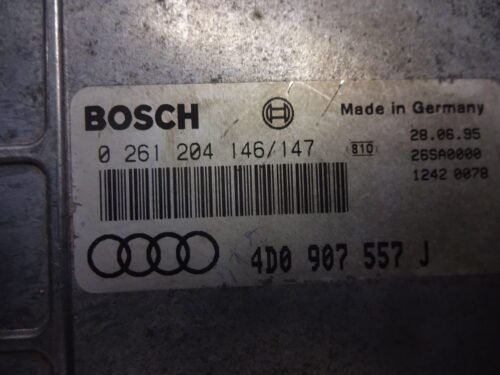 BOSCH Made in Germany
28.06.95
0 261 204 146/147 810 26SA0000
1242 0078
4D0 907 557 J